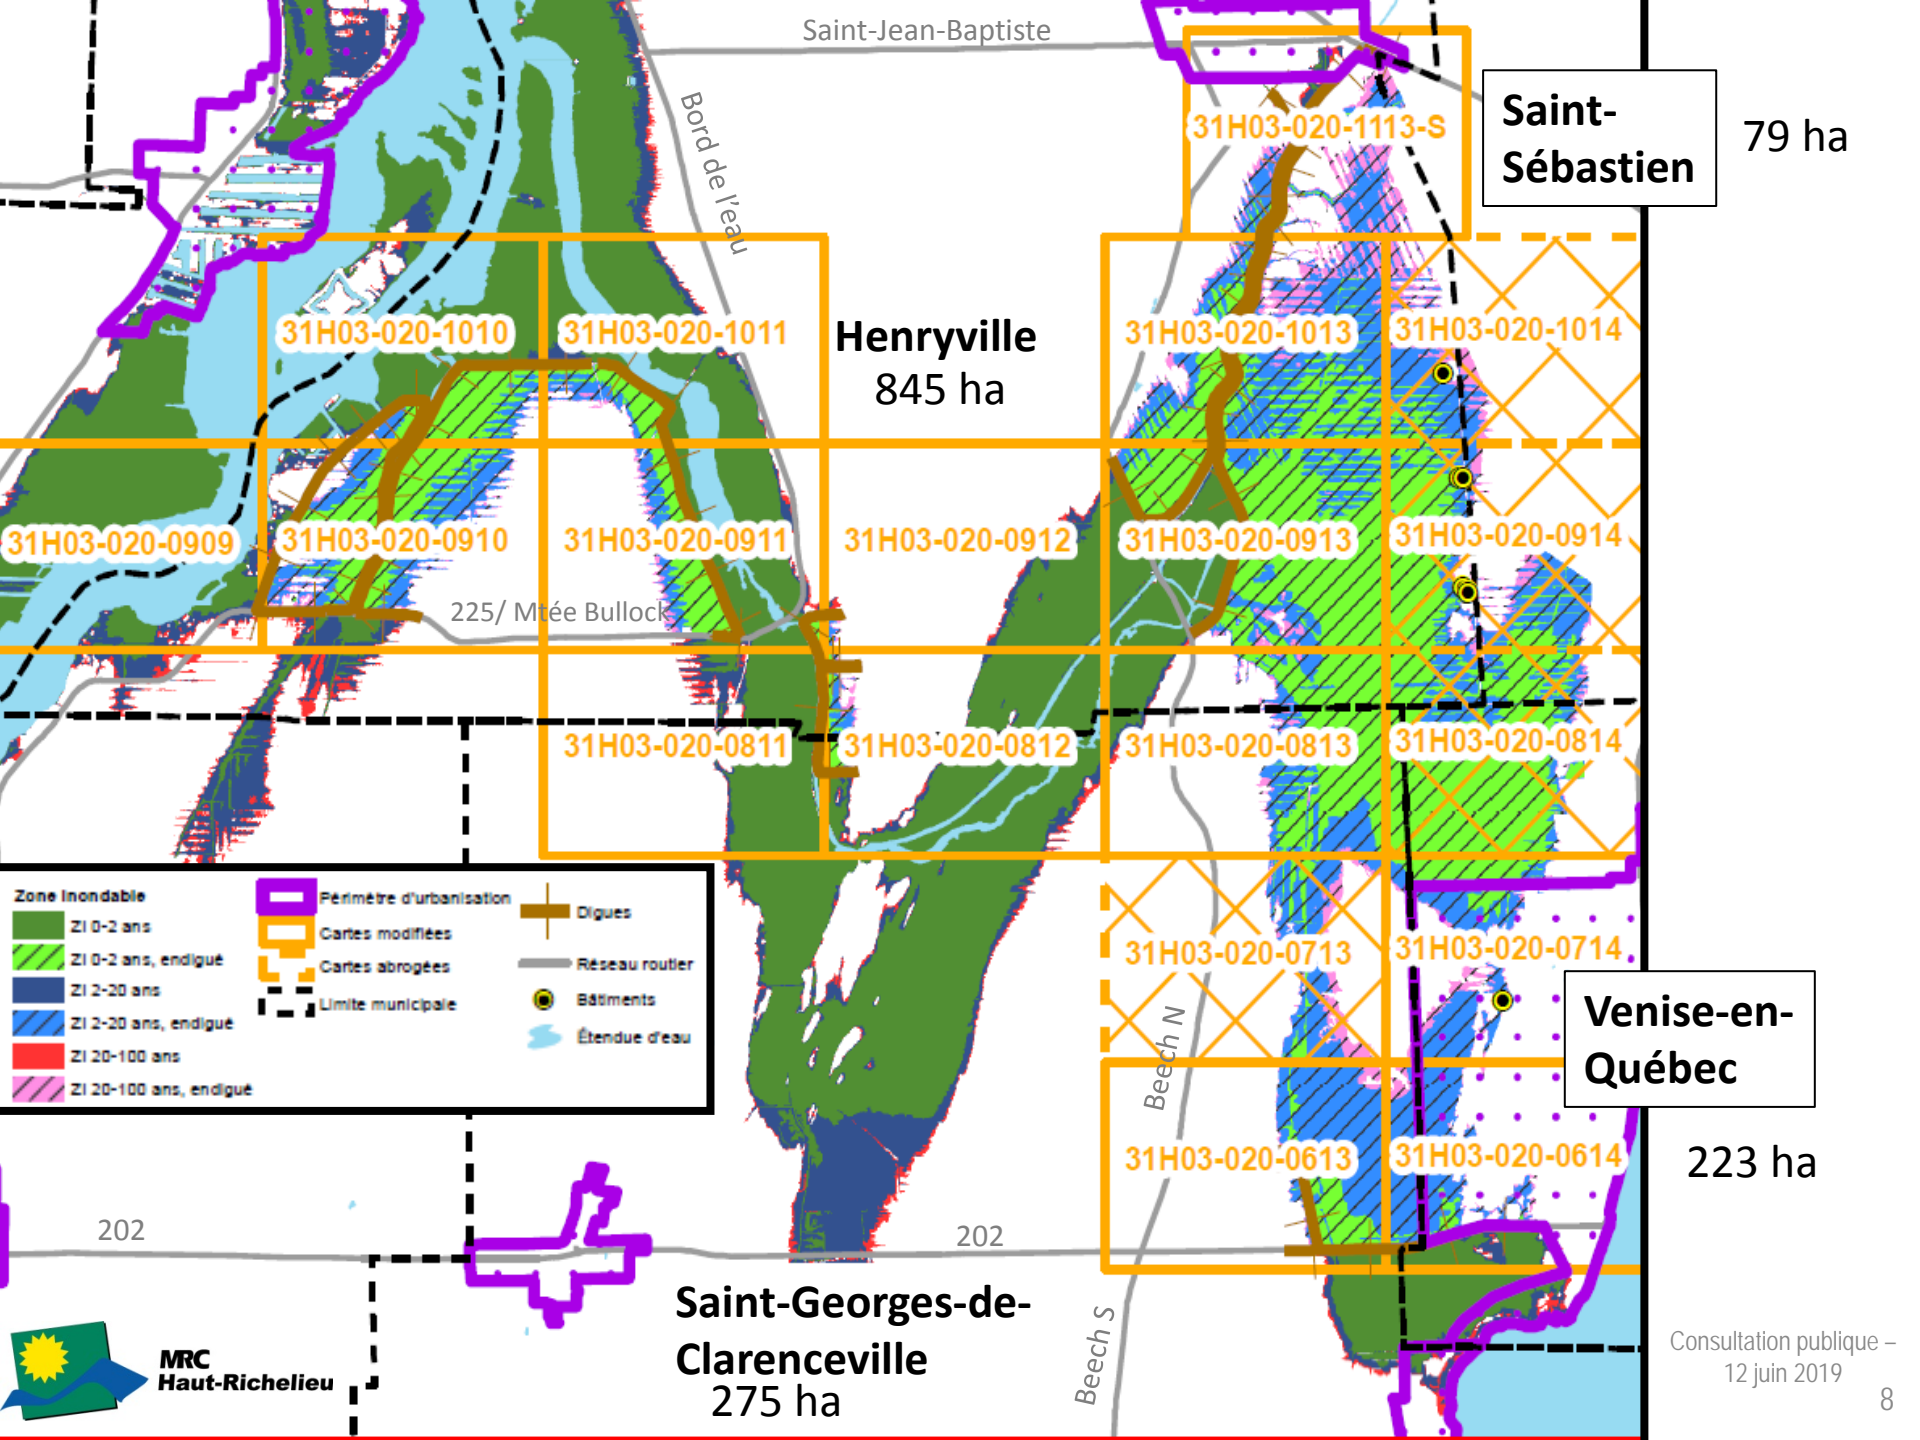 Saint-Jean-Baptiste
Bord de l'eau
31H03-020-1113-S
Saint-
Sébastien
79 ha
31H03-020-1010
31H03-020-1011
Henryville
845 ha
31H03-020-1013
31H03-020-1014
31H03-020-0909
31H03-020-0910
31H03-020-0911
31H03-020-0912
31H03-020-0913
31H03-020-0914
225/ Mtée Bullock
31H03-020-0811
31H03-020-0812
31H03-020-0813
31H03-020-0814
Zone Inondable
ZI 0-2 ans
ZI 0-2 ans, endigué
ZI 2-20 ans
ZI 2-20 ans, endigué
ZI 20-100 ans
ZI 20-100 ans, endigué
Périmètre d'urbanisation
Cartes modifiées
Cartes abrogées
Limite municipale
Digues
Réseau routier
Bâtiments
Étendue d'eau
31H03-020-0713
31H03-020-0714
Beech N
Venise-en-
Québec
223 ha
31H03-020-0613
31H03-020-0614
202
202
Saint-Georges-de-
Clarenceville
275 ha
Beech S
MRC
Haut-Richelieu
Consultation publique –
12 juin 2019
8